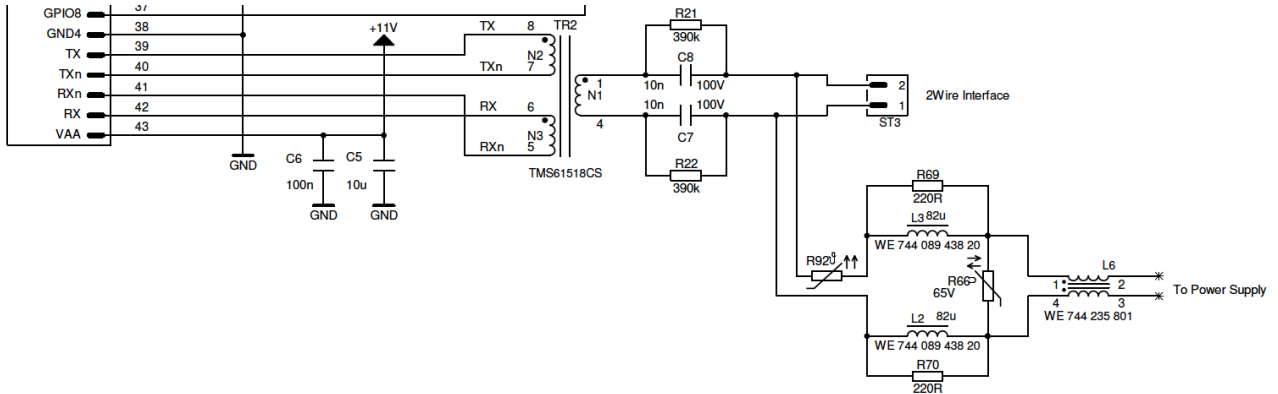 37
GPIO8
38
GND4
39
TX
40
TXn
41
RXn
42
RX
43
VAA
GND
+11V
C6
100n
GND
C5
10u
GND
TX 8
TR2
N2
TXn 7
RX 6
N3
RXn 5
TMS61518CS
1
N1
4
R21
390k
C8
10n 100V
10n 100V
C7
R22
390k
2
1
ST3
2Wire Interface
R69
220R
L3 82u
WE 744 089 438 20
R92
R66
65V
L2 82u
WE 744 089 438 20
R70
220R
L6
1 2
4 3
WE 744 235 801
To Power Supply